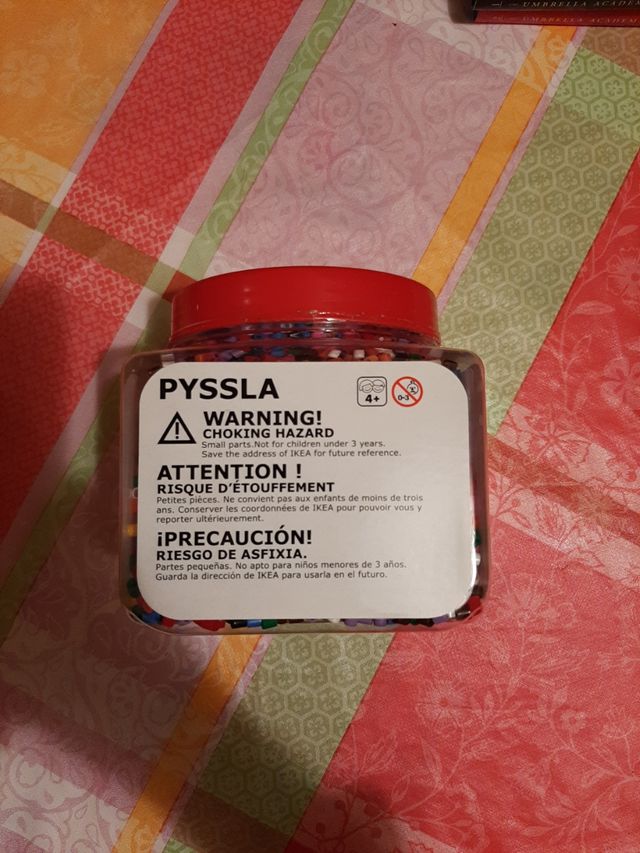 UMBRELLA ACADE
PYSSLA
4+
0-3
WARNING!
CHOKING HAZARD
Small parts.Not for children under 3 years.
Save the address of IKEA for future reference.
ATTENTION !
RISQUE D'ÉTOUFFEMENT
Petites pièces. Ne convient pas aux enfants de moins de trois
ans. Conserver les coordonnées de IKEA pour pouvoir vous y
reporter ultérieurement.
¡PRECAUCIÓN!
RIESGO DE ASFIXIA.
Partes pequeñas. No apto para niños menores de 3 años.
Guarda la dirección de IKEA para usarla en el futuro.